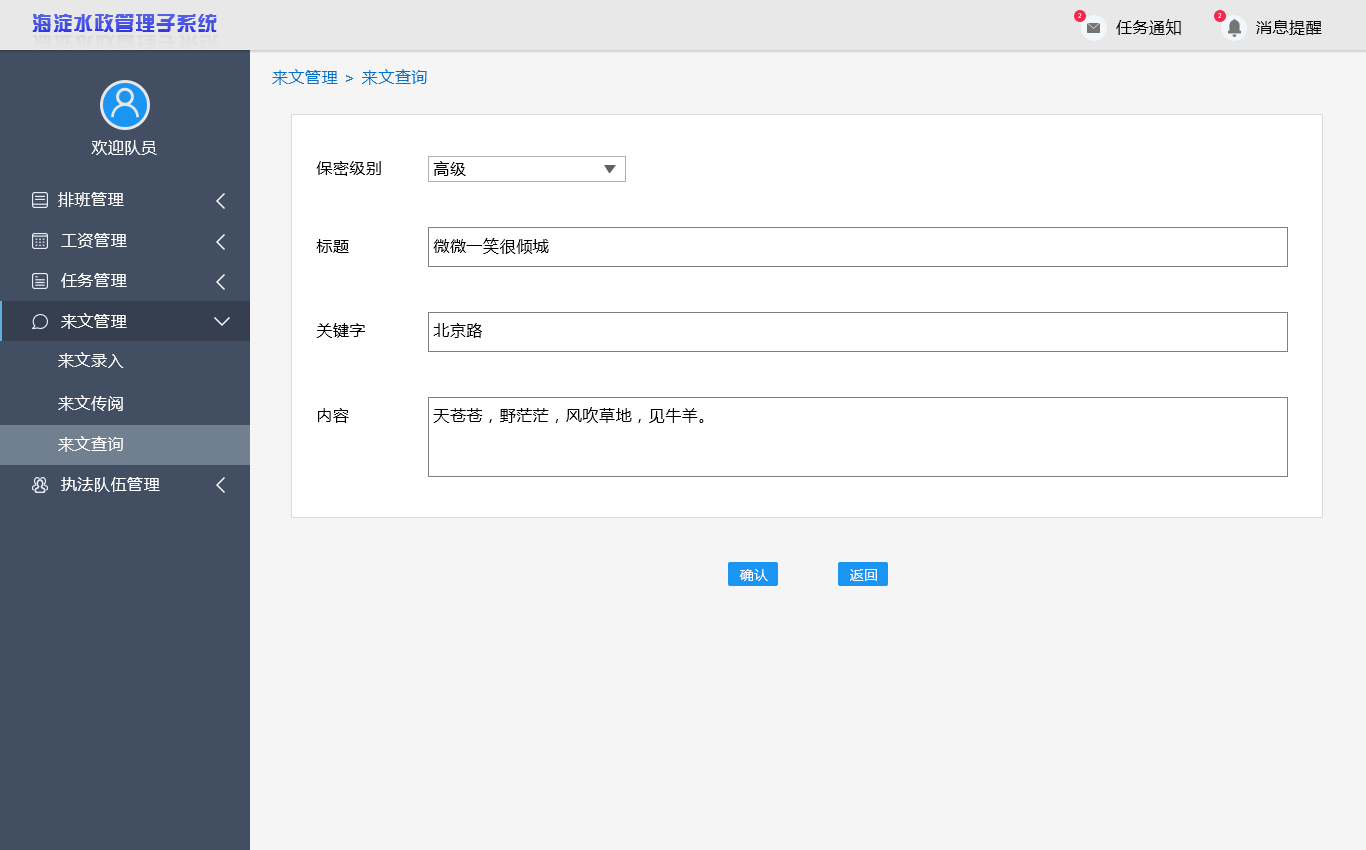 海淀水政管理子系统
2
任务通知
2
消息提醒
欢迎队员
排班管理
工资管理
任务管理
来文管理
来文录入
来文传阅
来文查询
执法队伍管理
来文管理 > 来文查询
保密级别 高级
标题 微微一笑很倾城
关键字 北京路
内容 天苍苍，野茫茫，风吹草地，见牛羊。
确认 返回